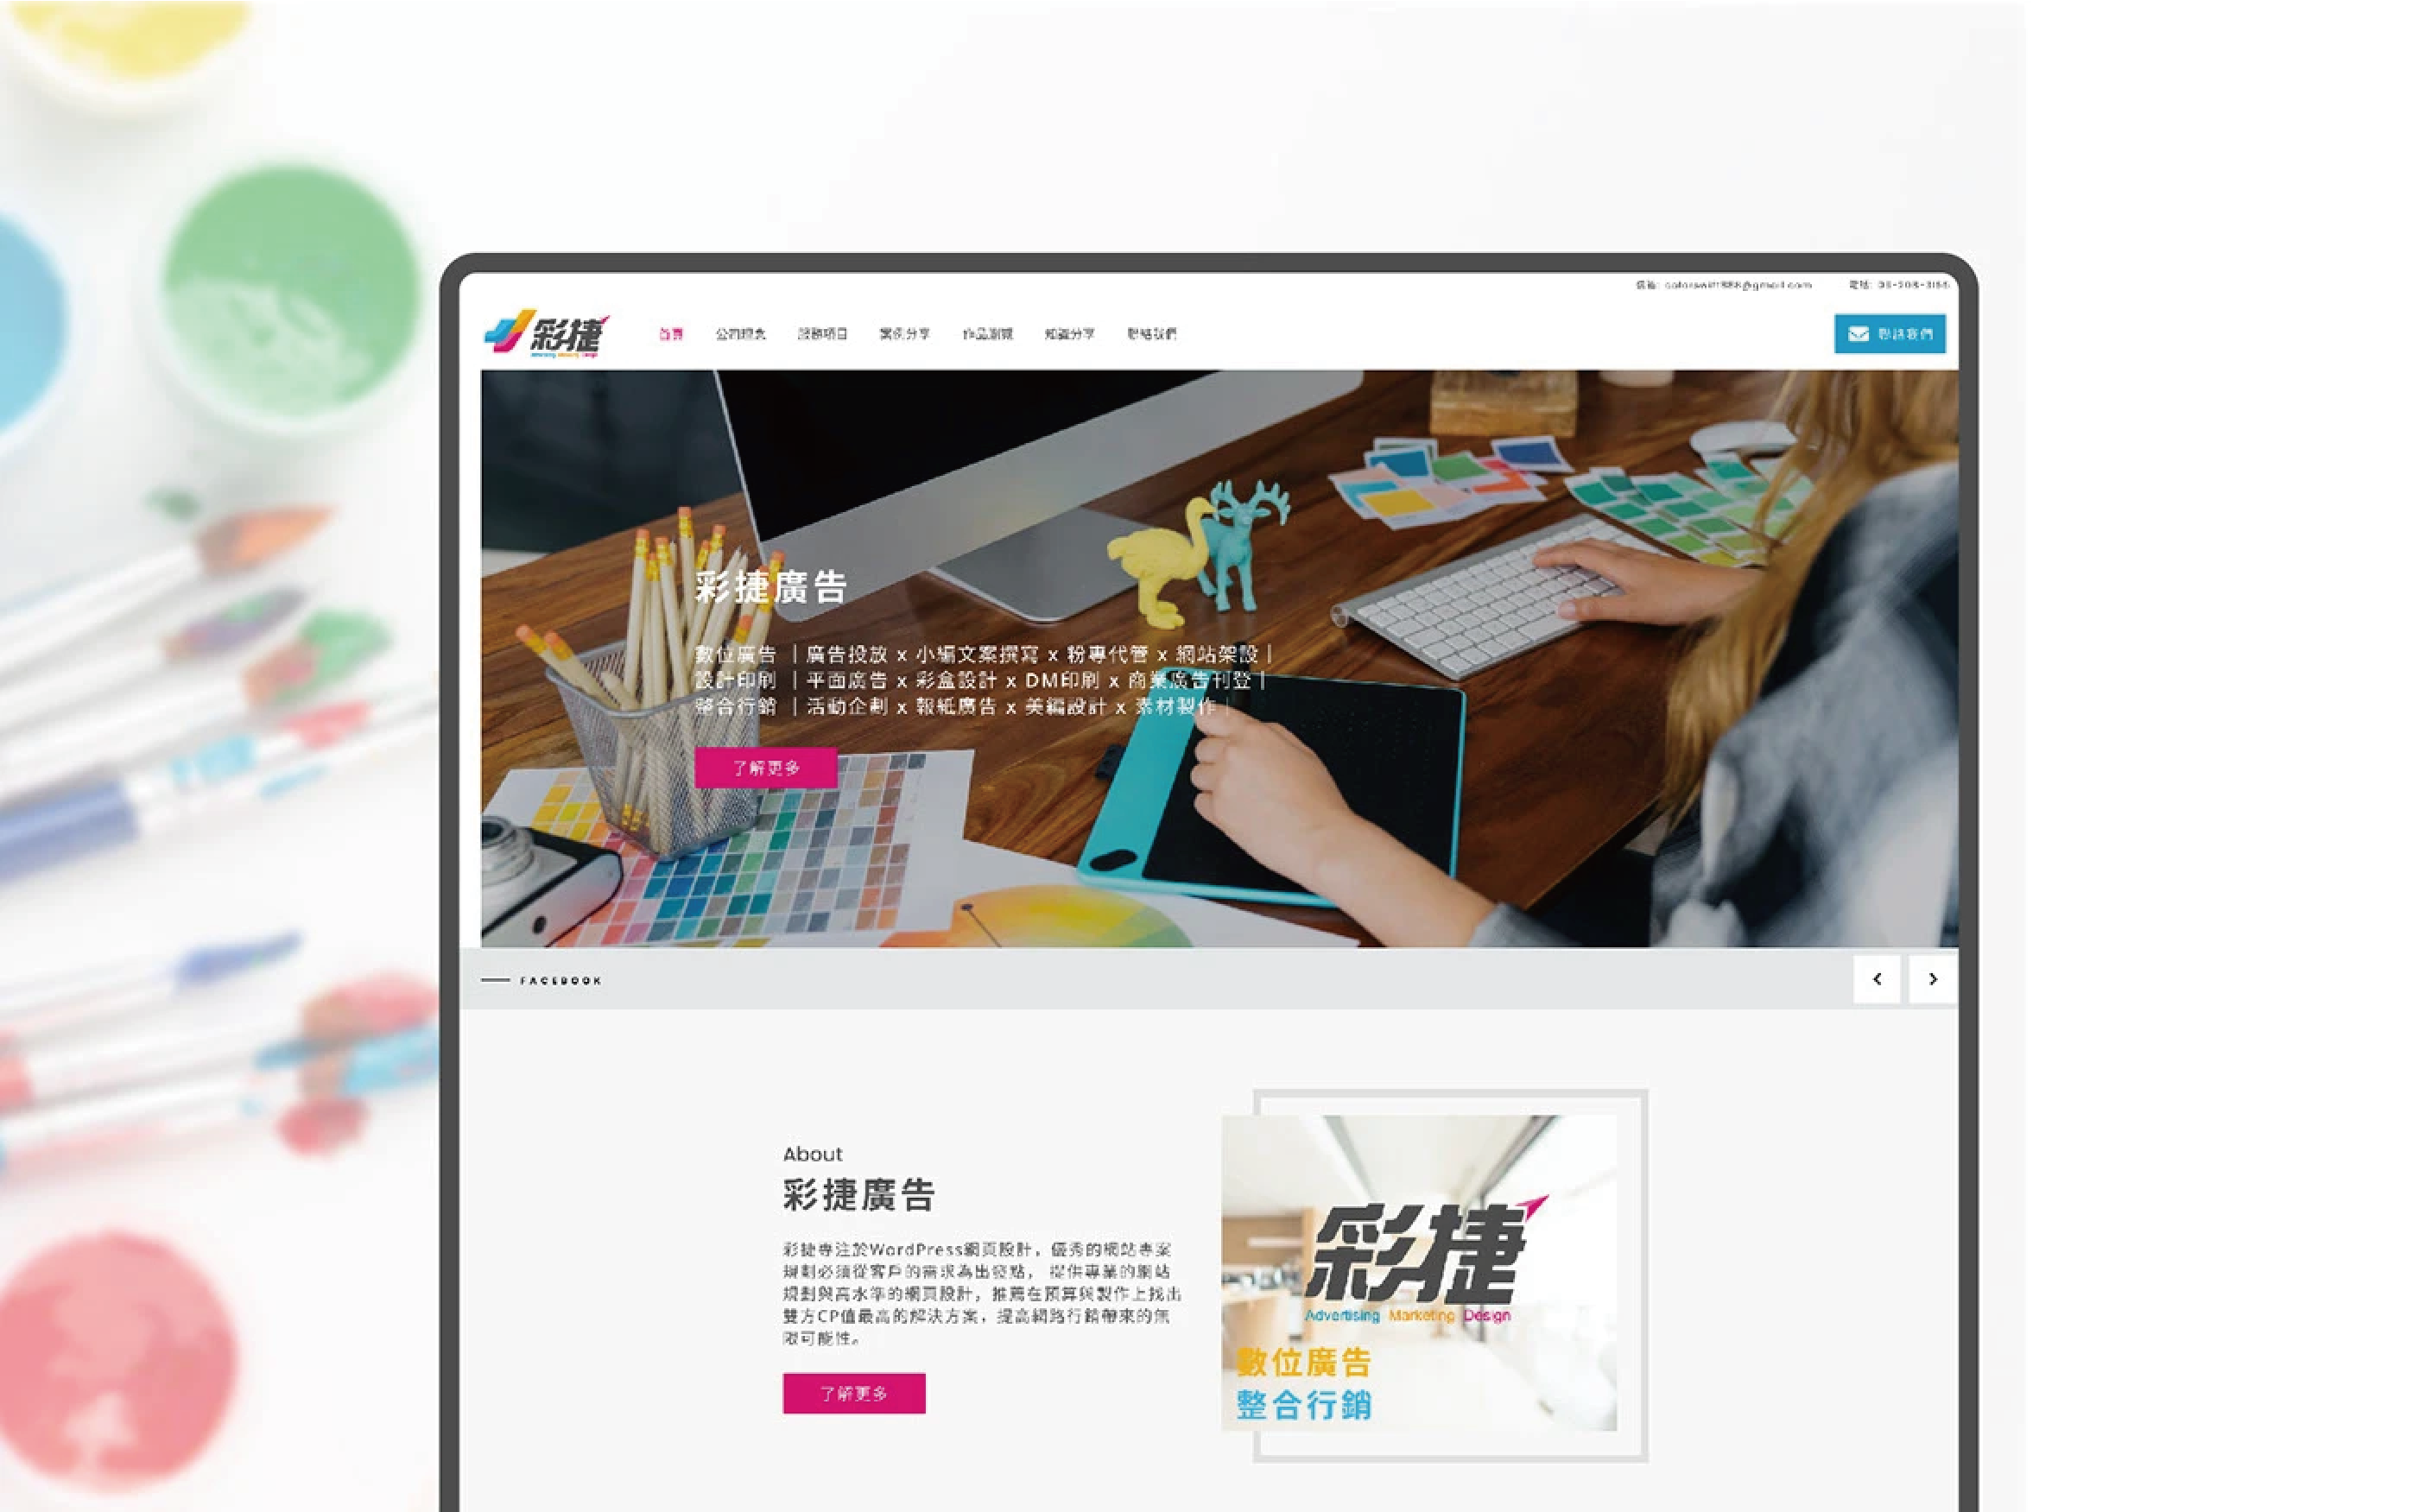 信箱: colorswift888@gmail.com 電話:
彩捷
首頁 公司理念 服務項目 案例分享 作品瀏覽 知識分享 聯絡我們
聯絡我們
彩捷廣告
數位廣告 ｜廣告投放 x 小編文案撰寫 x 粉專代管 x 網站架設｜
設計印刷 ｜平面廣告 x 彩盒設計 x DM印刷 x 商業廣告刊登｜
整合行銷 ｜活動企劃 x 報紙廣告 x 美編設計 x 素材製作｜
了解更多
FACEBOOK
About
彩捷廣告
彩捷專注於WordPress網頁設計，優秀的網站專案
規劃必須從客戶的需求為出發點， 提供專業的網站
規劃與高水準的網頁設計，推薦在預算與製作上找出
雙方CP值最高的解決方案，提高網路行銷帶來的無
限可能性。
了解更多
彩捷
Advertising Marketing Design
數位廣告
整合行銷